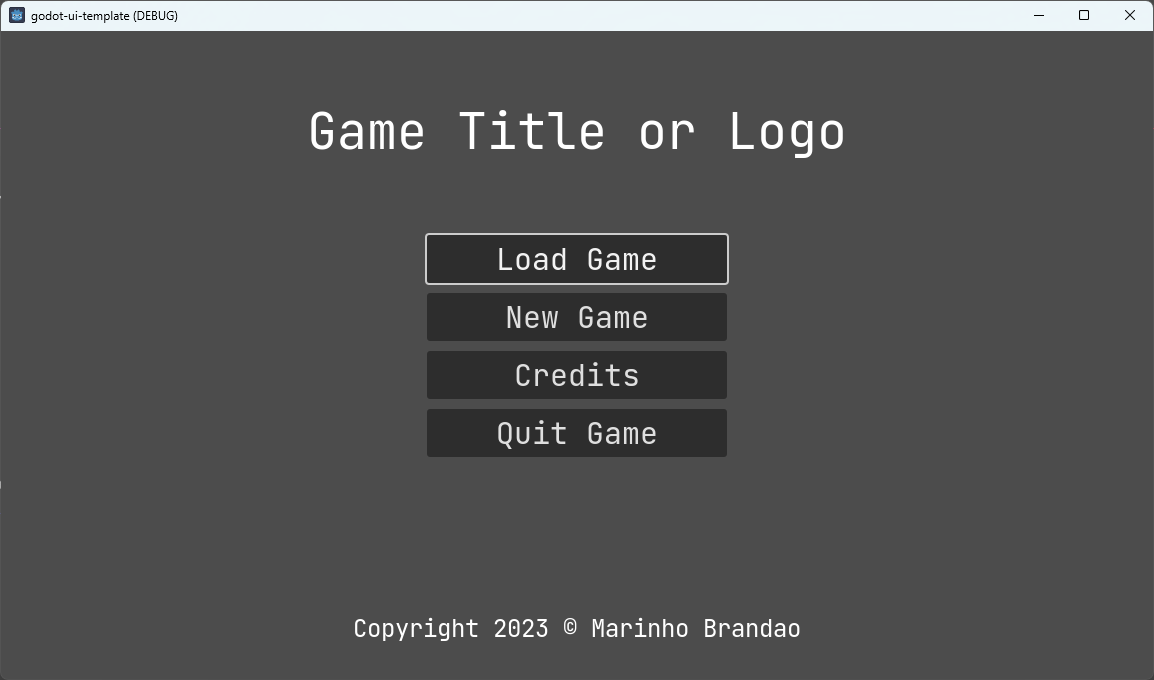 godot-ui-template (DEBUG)
Game Title or Logo
Load Game
New Game
Credits
Quit Game
Copyright 2023 © Marinho Brandao